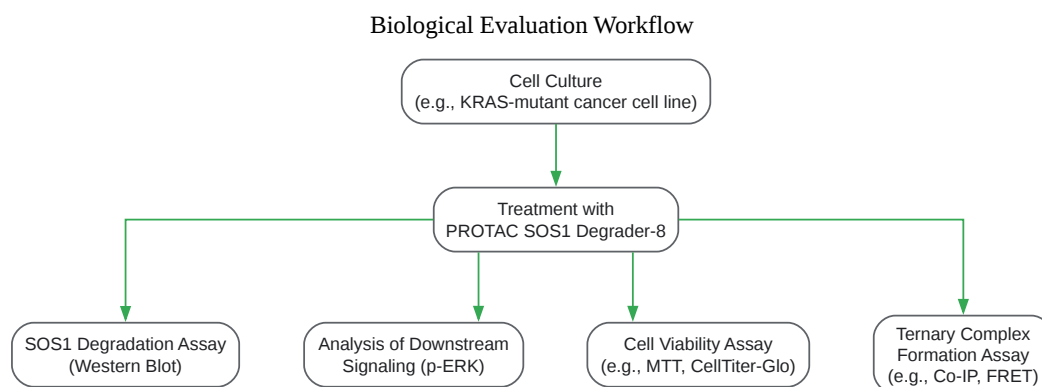 Biological Evaluation Workflow
Cell Culture
(e.g., KRAS-mutant cancer cell line)
Treatment with
PROTAC SOS1 Degrader-8
SOS1 Degradation Assay
(Western Blot)
Analysis of Downstream
Signaling (p-ERK)
Cell Viability Assay
(e.g., MTT, CellTiter-Glo)
Ternary Complex
Formation Assay
(e.g., Co-IP, FRET)